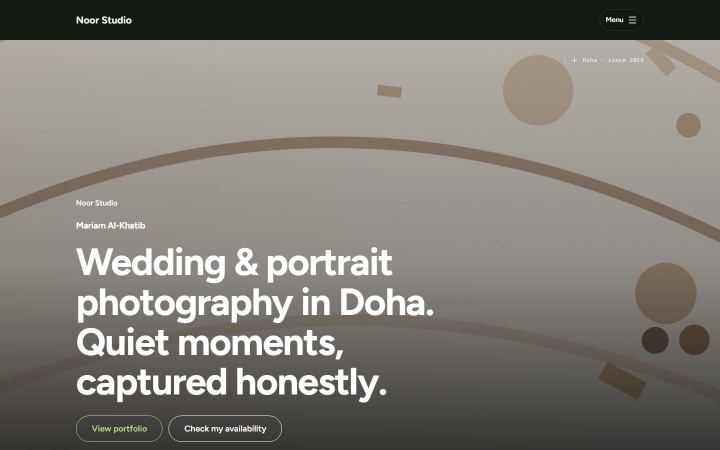 Noor Studio
Menu
Doha · since 2018
Noor Studio
Mariam Al-Khatib
Wedding & portrait
photography in Doha.
Quiet moments,
captured honestly.
View portfolio
Check my availability